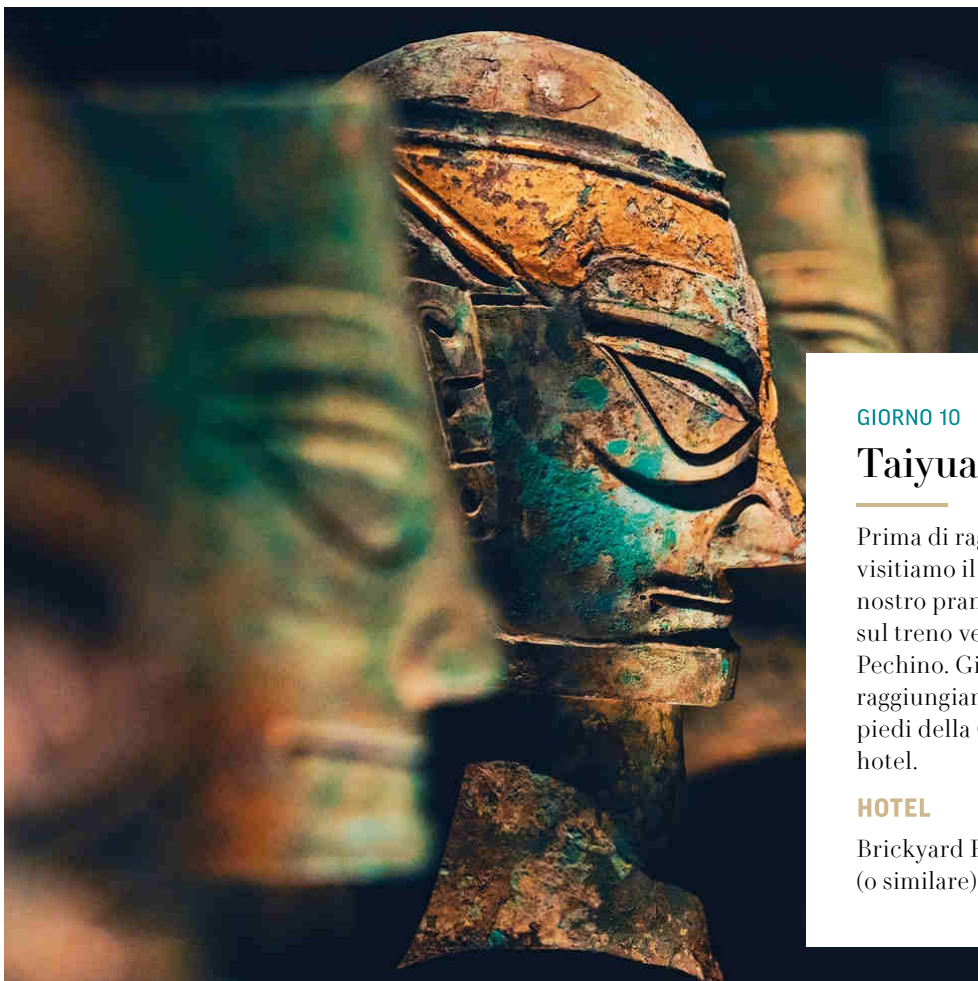 GIORNO 10
Taiyua
Prima di rag
visitiamo il
nostro pran
sul treno ve
Pechino. Gi
raggiungiam
piedi della
hotel.
HOTEL
Brickyard
(o similare)